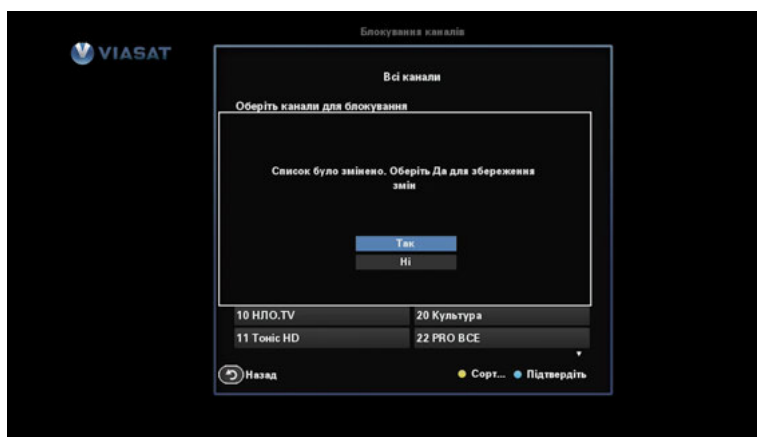 Блокування каналів
VIASAT
Всі канали
Оберіть канали для блокування
Список було змінено. Оберіть Да для збереження
змін
Так
Ні
10 НЛО.TV
20 Культура
11 Тоніс HD
22 PRO ВСЕ
Назад
Сорт...
Підтвердіть